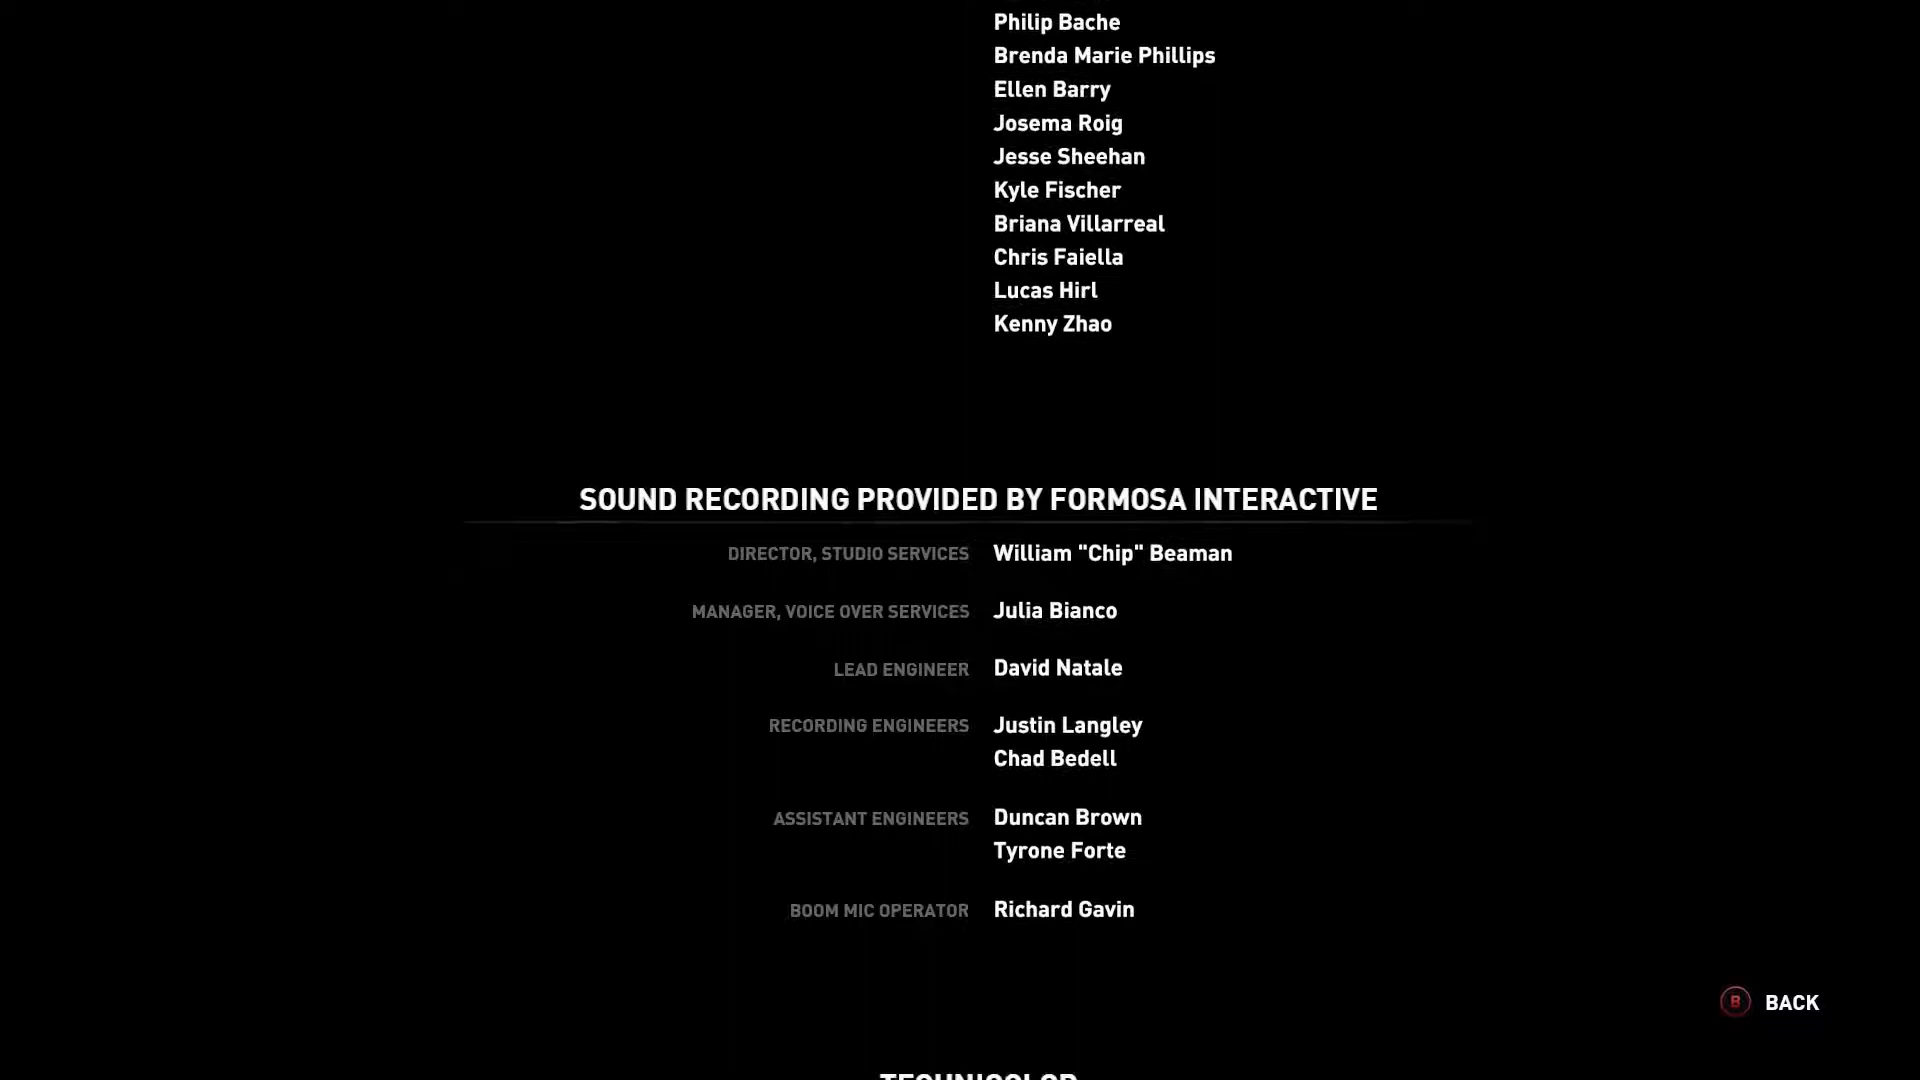 Philip Bache
Brenda Marie Phillips
Ellen Barry
Josema Roig
Jesse Sheehan
Kyle Fischer
Briana Villarreal
Chris Faiella
Lucas Hirl
Kenny Zhao
SOUND RECORDING PROVIDED BY FORMOSA INTERACTIVE
DIRECTOR, STUDIO SERVICES William "Chip" Beaman
MANAGER, VOICE OVER SERVICES Julia Bianco
LEAD ENGINEER David Natale
RECORDING ENGINEERS Justin Langley
Chad Bedell
ASSISTANT ENGINEERS Duncan Brown
Tyrone Forte
BOOM MIC OPERATOR Richard Gavin
B BACK
TECHNICOLOR